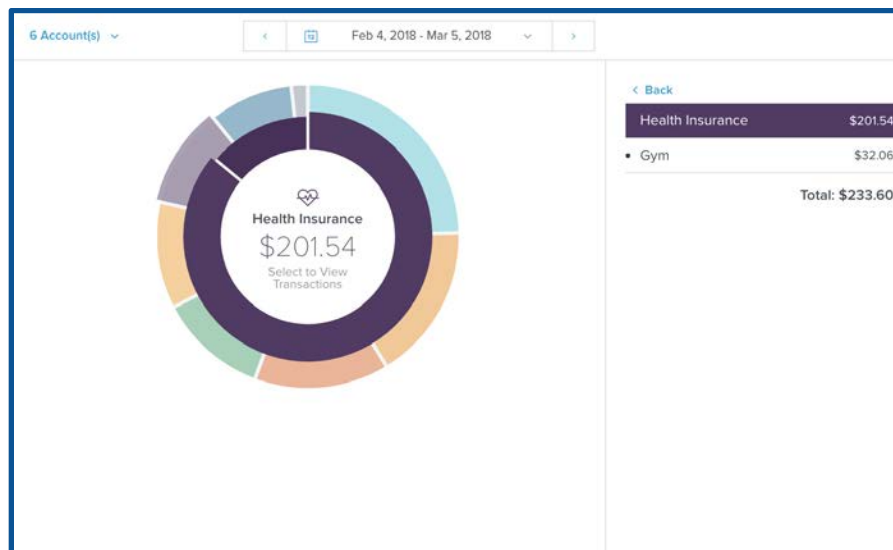 6 Account(s)
12
Feb 4, 2018 - Mar 5, 2018
Back
Health Insurance $201.54
Gym $32.06
Total: $233.60
Health Insurance
$201.54
Select to View
Transactions